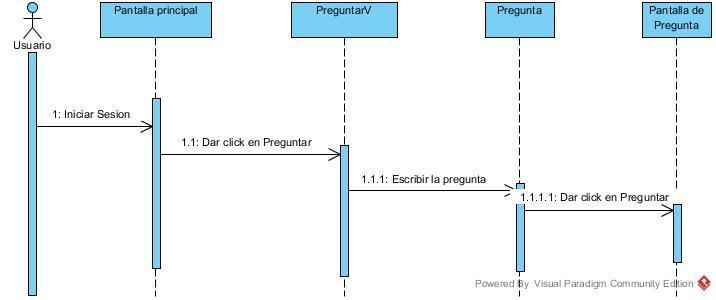 Pantalla principal
PreguntarV
Pregunta
Pantalla de
Pregunta
Usuario
1: Iniciar Sesion
1.1: Dar click en Preguntar
1.1.1: Escribir la pregunta
1.1.1.1: Dar click en Preguntar
Powered By Visual Paradigm Community Edition